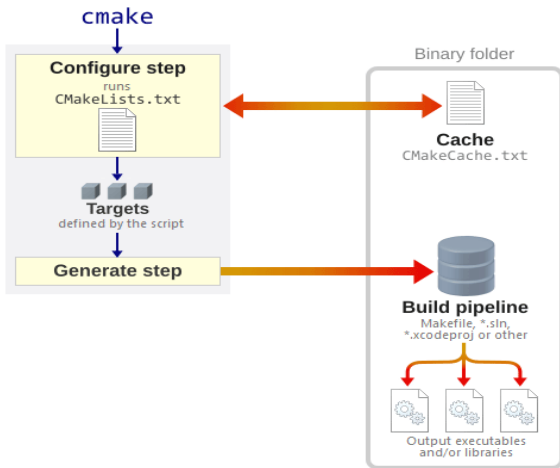 cmake
Configure step
runs
CMakeLists.txt
Targets
defined by the script
Generate step
Binary folder
Cache
CMakeCache.txt
Build pipeline
Makefile, *.sln,
*.xcodeproj or other
Output executables
and/or libraries